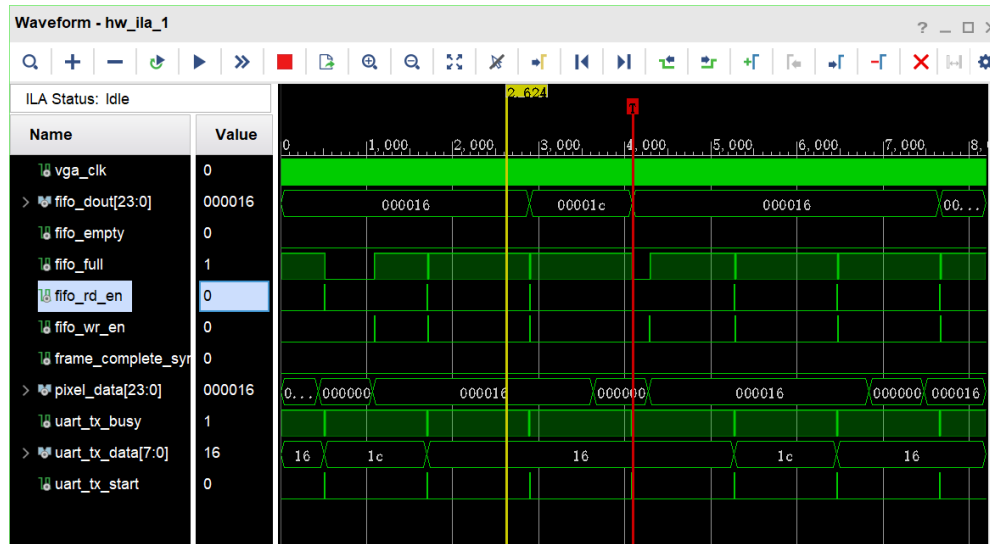 Waveform - hw_ila_1
ILA Status: Idle
2,624
T
Name Value
0 1,000 2,000 3,000 4,000 5,000 6,000 7,000 8,
vga_clk 0
fifo_dout[23:0] 000016 000016 00001c 000016 00...
fifo_empty 0
fifo_full 1
fifo_rd_en 0
fifo_wr_en 0
frame_complete_syr 0
pixel_data[23:0] 000016 0... 000000 000016 000000 000016 000000 000016
uart_tx_busy 1
uart_tx_data[7:0] 16 16 1c 16 1c 16
uart_tx_start 0